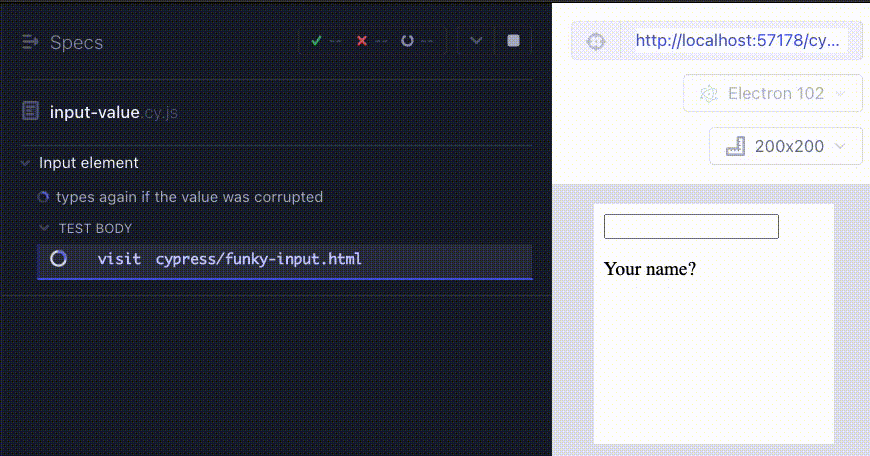 Specs
-- -- --
input-value.cy.js
Input element
types again if the value was corrupted
TEST BODY
visit cypress/funky-input.html
http://localhost:57178/cy...
Electron 102
200x200
Your name?